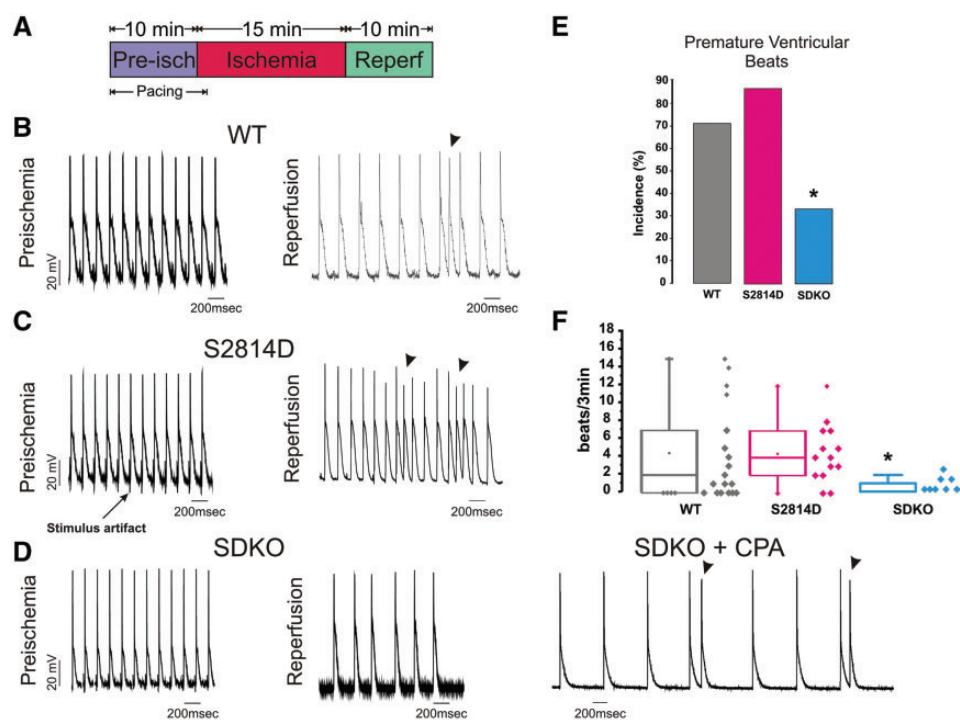 A
10 min 15 min 10 min
Pre-isch Ischemia Reperf
Pacing
B
WT
Preischemia
20 mV
200msec
Reperfusion
200msec
C
S2814D
Preischemia
20 mV
200msec
Stimulus artifact
Reperfusion
200msec
D
SDKO
Preischemia
20 mV
200msec
Reperfusion
200msec
SDKO + CPA
200msec
E
Premature Ventricular
Beats
Incidence (%)
90
80
70
60
50
40
30
20
10
0
*
WT S2814D SDKO
F
beats/3min
18
16
14
12
10
8
6
4
2
0
*
WT S2814D SDKO